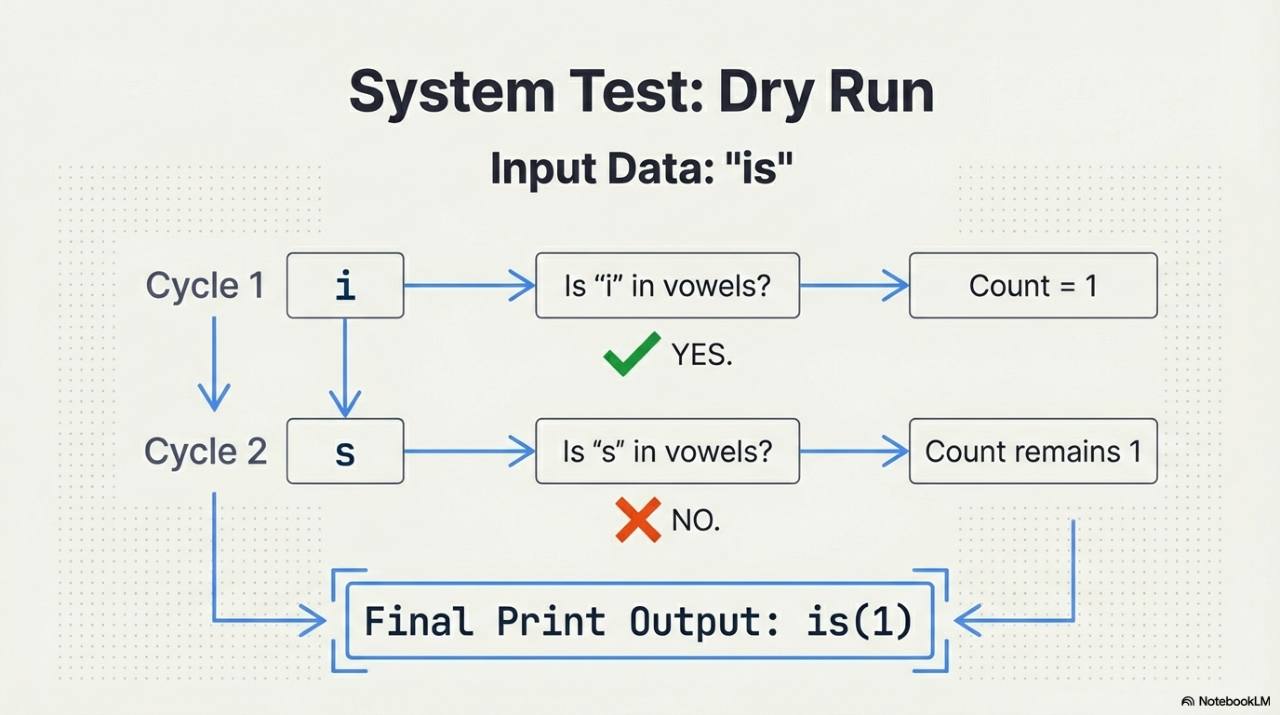 System Test: Dry Run
Input Data: "is"
Cycle 1
i
Is “i” in vowels?
Count = 1
YES.
Cycle 2
s
Is “s” in vowels?
Count remains 1
NO.
Final Print Output: is(1)
NotebookLM